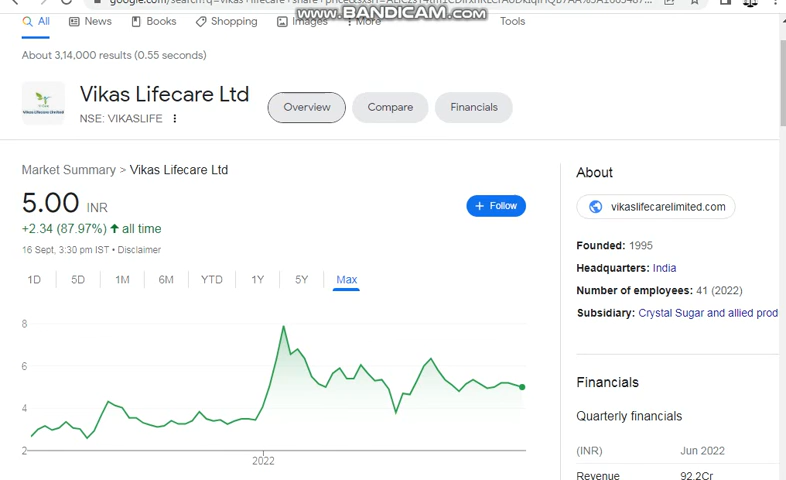 www.BANDICAM.com
All
News
Books
Shopping
Images
More
Tools
About 3,14,000 results (0.55 seconds)
Vikas Lifecare Ltd
NSE: VIKASLIFE
Overview
Compare
Financials
Market Summary > Vikas Lifecare Ltd
5.00 INR
+2.34 (87.97%) ↑ all time
16 Sept, 3:30 pm IST • Disclaimer
+ Follow
1D 5D 1M 6M YTD 1Y 5Y Max
8
6
4
2
2022
About
vikaslifecarelimited.com
Founded: 1995
Headquarters: India
Number of employees: 41 (2022)
Subsidiary: Crystal Sugar and allied prod
Financials
Quarterly financials
(INR) Jun 2022
Revenue 92.2Cr